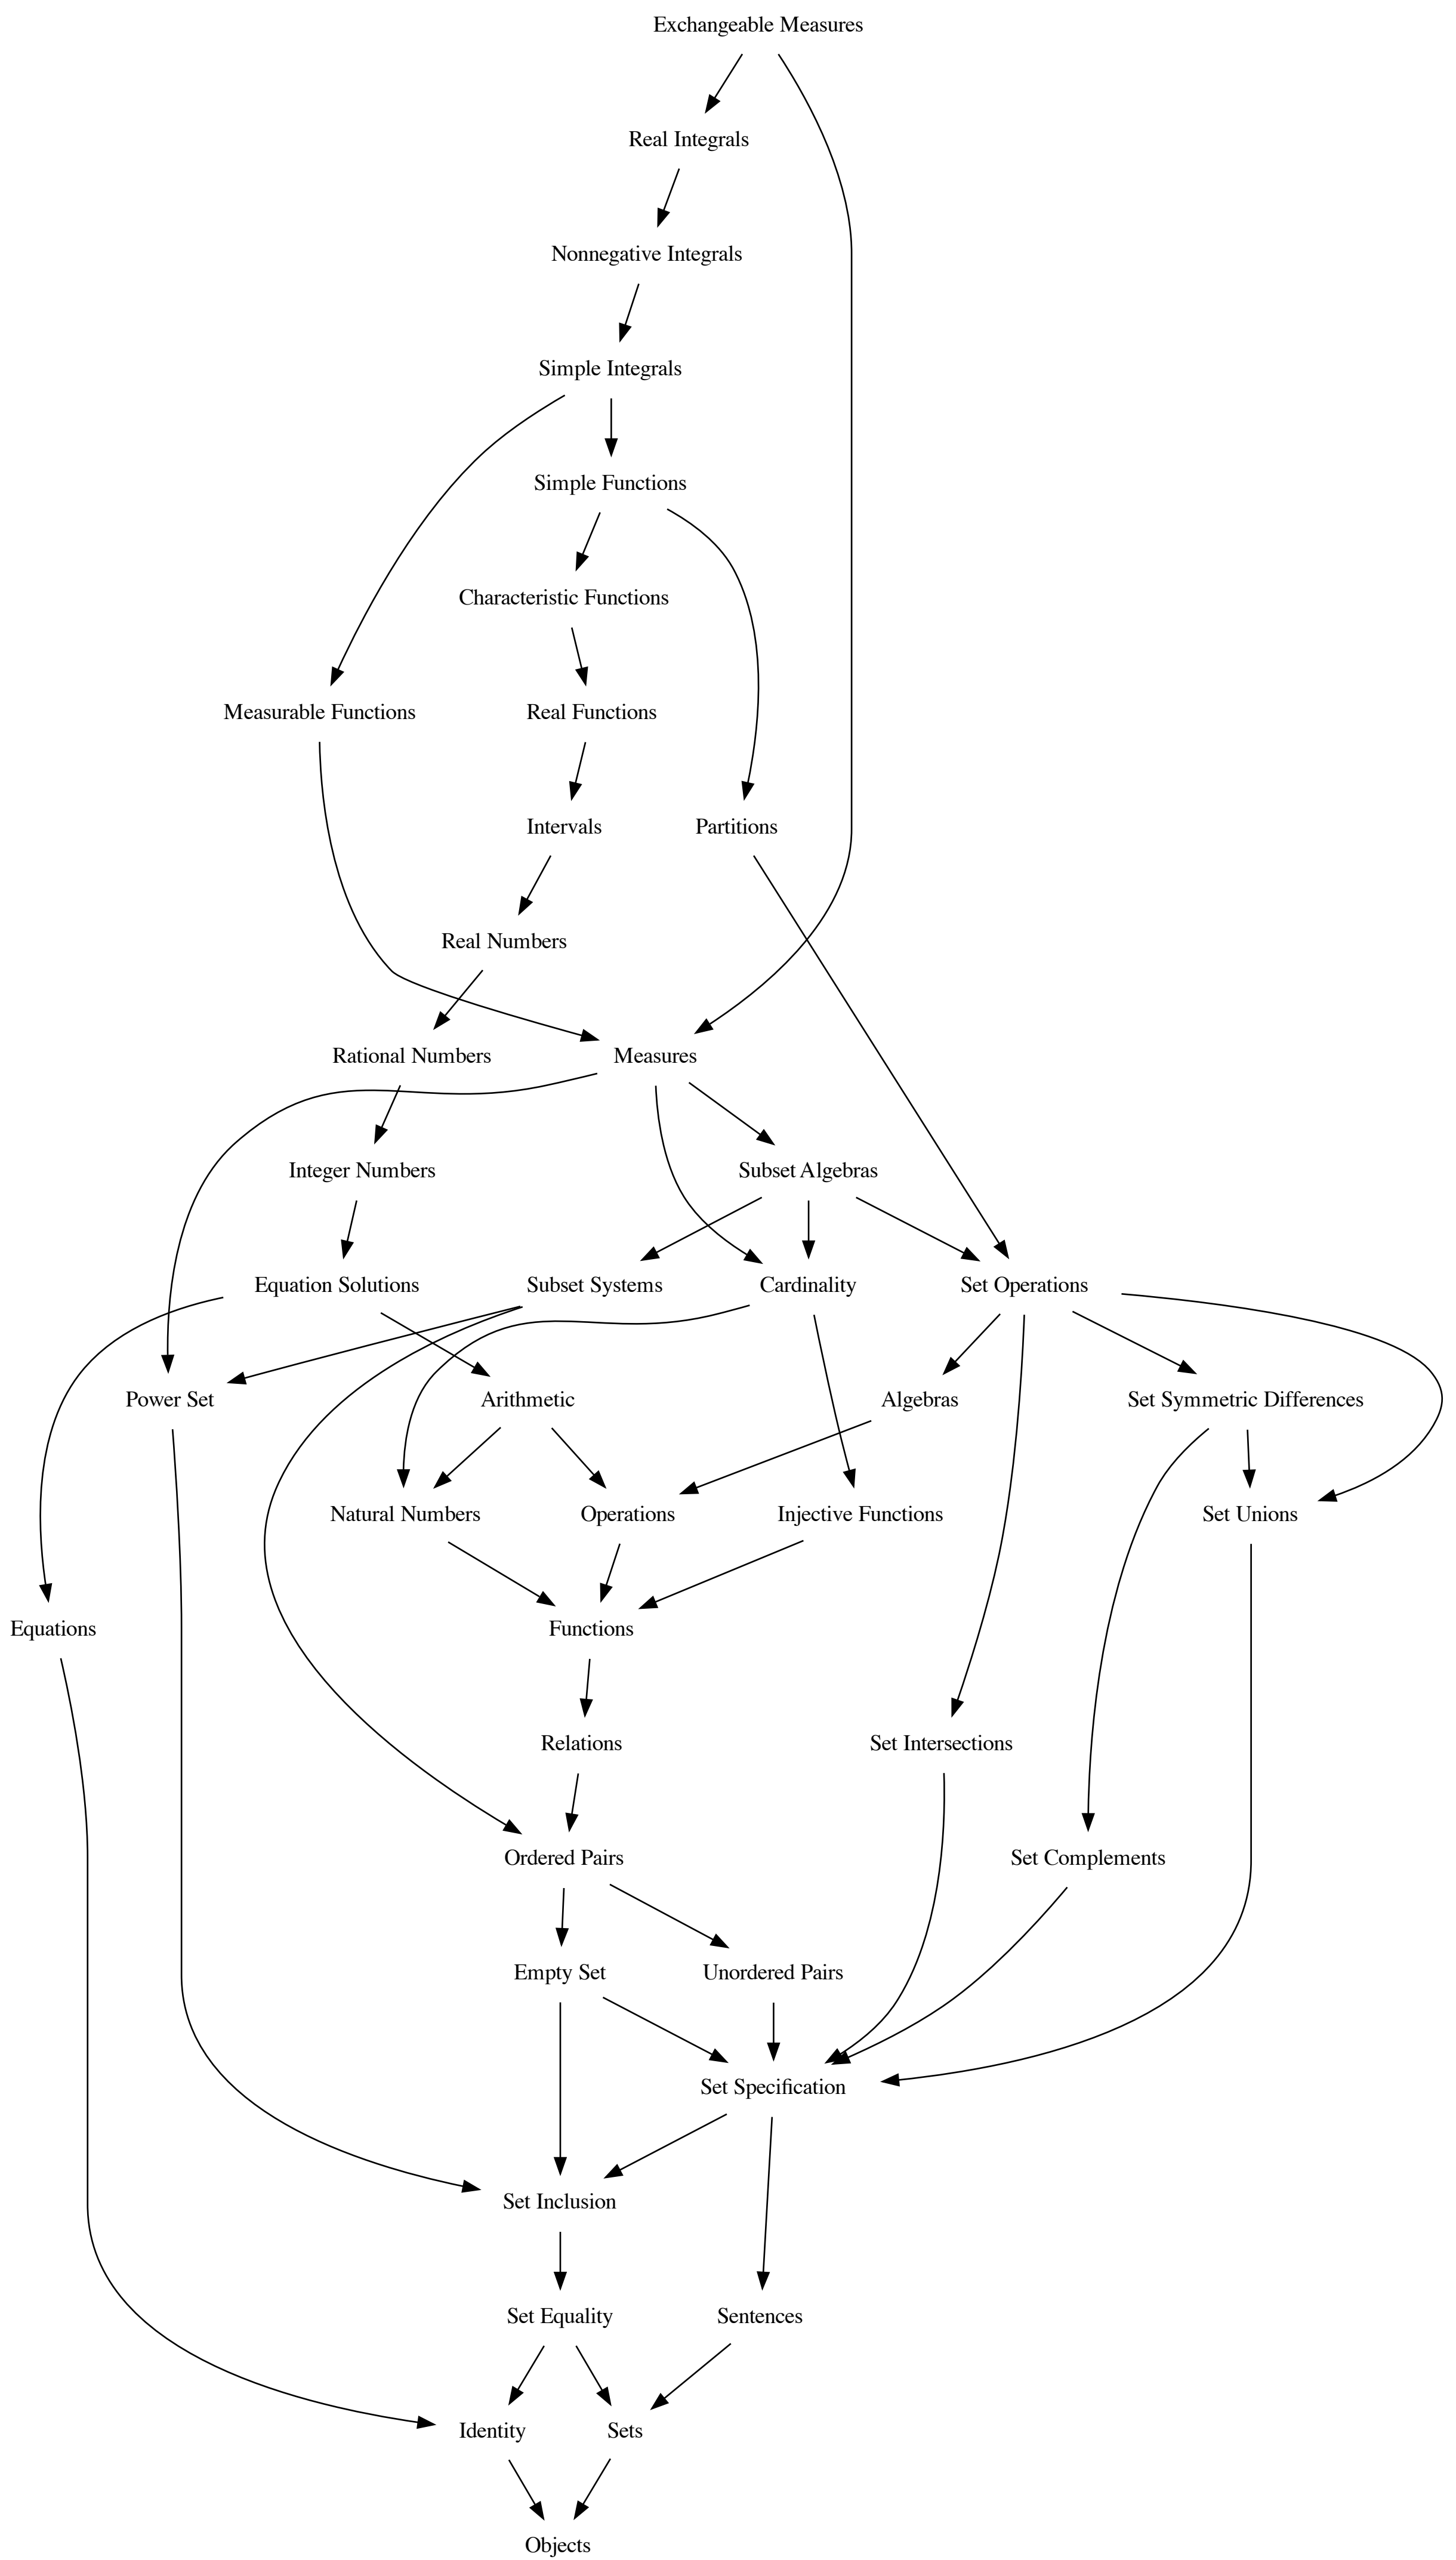 Exchangeable Measures
Real Integrals
Nonnegative Integrals
Simple Integrals
Simple Functions
Characteristic Functions
Measurable Functions
Real Functions
Intervals
Partitions
Real Numbers
Rational Numbers
Measures
Integer Numbers
Subset Algebras
Equation Solutions
Subset Systems
Cardinality
Set Operations
Power Set
Arithmetic
Algebras
Set Symmetric Differences
Natural Numbers
Operations
Injective Functions
Set Unions
Equations
Functions
Relations
Set Intersections
Ordered Pairs
Set Complements
Empty Set
Unordered Pairs
Set Specification
Set Inclusion
Set Equality
Sentences
Identity
Sets
Objects